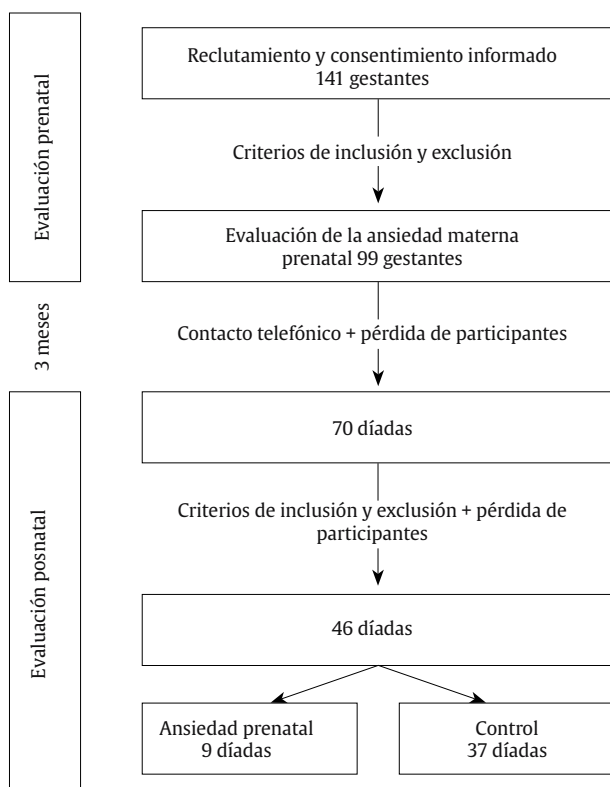 Evaluación prenatal
Reclutamiento y consentimiento informado
141 gestantes
Criterios de inclusión y exclusión
Evaluación de la ansiedad materna
prenatal 99 gestantes
3 meses
Contacto telefónico + pérdida de participantes
Evaluación posnatal
70 díadas
Criterios de inclusión y exclusión + pérdida de
participantes
46 díadas
Ansiedad prenatal
9 díadas
Control
37 díadas